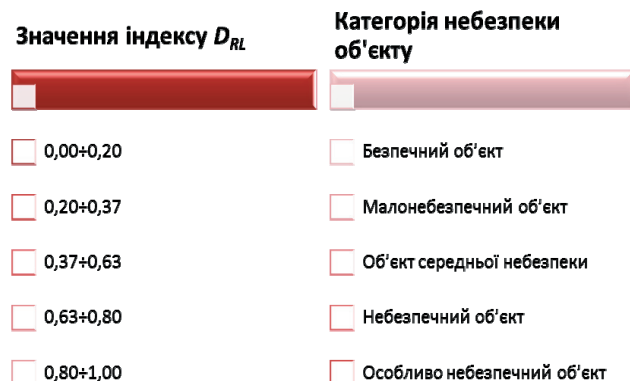 Значення індексу D_RL
0,00÷0,20
0,20÷0,37
0,37÷0,63
0,63÷0,80
0,80÷1,00
Категорія небезпеки
об'єкту
Безпечний об'єкт
Малонебезпечний об'єкт
Об'єкт середньої небезпеки
Небезпечний об'єкт
Особливо небезпечний об'єкт